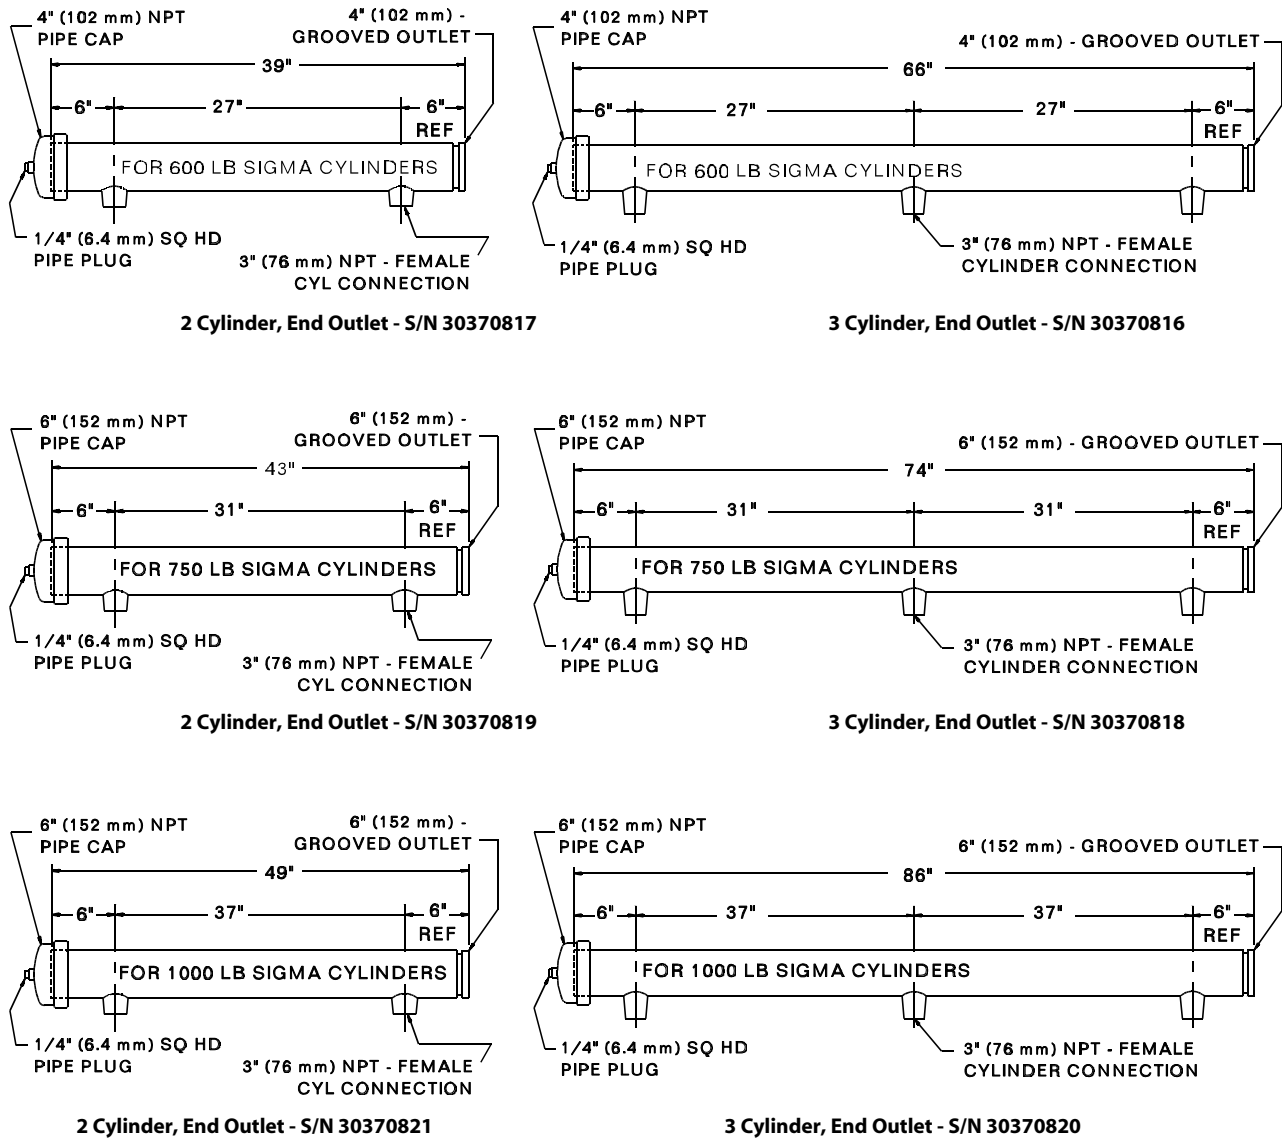 4" (102 mm) NPT
PIPE CAP
4" (102 mm) -
GROOVED OUTLET
39"
6"
27"
6"
REF
FOR 600 LB SIGMA CYLINDERS
1/4" (6.4 mm) SQ HD
PIPE PLUG
3" (76 mm) NPT - FEMALE
CYL CONNECTION
2 Cylinder, End Outlet - S/N 30370817
4" (102 mm) NPT
PIPE CAP
4" (102 mm) - GROOVED OUTLET
66"
6"
27"
27"
6"
REF
FOR 600 LB SIGMA CYLINDERS
1/4" (6.4 mm) SQ HD
PIPE PLUG
3" (76 mm) NPT - FEMALE
CYLINDER CONNECTION
3 Cylinder, End Outlet - S/N 30370816
6" (152 mm) NPT
PIPE CAP
6" (152 mm) -
GROOVED OUTLET
43"
6"
31"
6"
REF
FOR 750 LB SIGMA CYLINDERS
1/4" (6.4 mm) SQ HD
PIPE PLUG
3" (76 mm) NPT - FEMALE
CYL CONNECTION
2 Cylinder, End Outlet - S/N 30370819
6" (152 mm) NPT
PIPE CAP
6" (152 mm) - GROOVED OUTLET
74"
6"
31"
31"
6"
REF
FOR 750 LB SIGMA CYLINDERS
1/4" (6.4 mm) SQ HD
PIPE PLUG
3" (76 mm) NPT - FEMALE
CYLINDER CONNECTION
3 Cylinder, End Outlet - S/N 30370818
6" (152 mm) NPT
PIPE CAP
6" (152 mm) -
GROOVED OUTLET
49"
6"
37"
6"
REF
FOR 1000 LB SIGMA CYLINDERS
1/4" (6.4 mm) SQ HD
PIPE PLUG
3" (76 mm) NPT - FEMALE
CYL CONNECTION
2 Cylinder, End Outlet - S/N 30370821
6" (152 mm) NPT
PIPE CAP
6" (152 mm) - GROOVED OUTLET
86"
6"
37"
37"
6"
REF
FOR 1000 LB SIGMA CYLINDERS
1/4" (6.4 mm) SQ HD
PIPE PLUG
3" (76 mm) NPT - FEMALE
CYLINDER CONNECTION
3 Cylinder, End Outlet - S/N 30370820